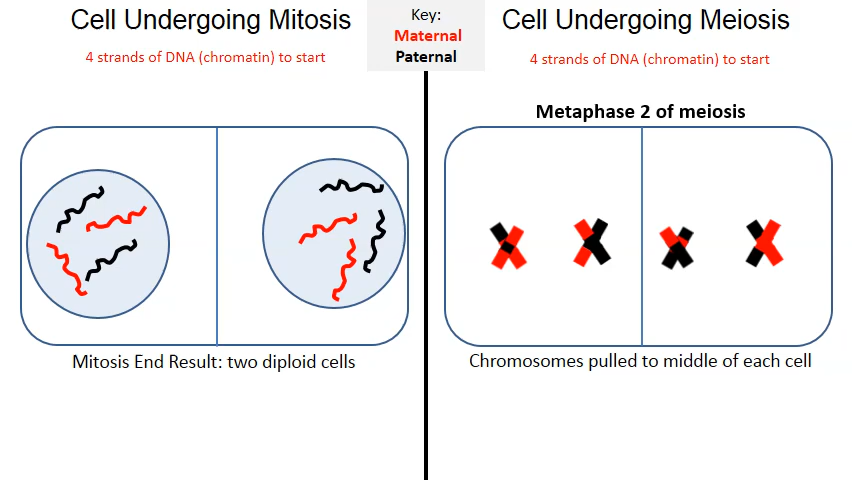 Cell Undergoing Mitosis
4 strands of DNA (chromatin) to start
Key:
Maternal
Paternal
Cell Undergoing Meiosis
4 strands of DNA (chromatin) to start
Metaphase 2 of meiosis
Mitosis End Result: two diploid cells
Chromosomes pulled to middle of each cell